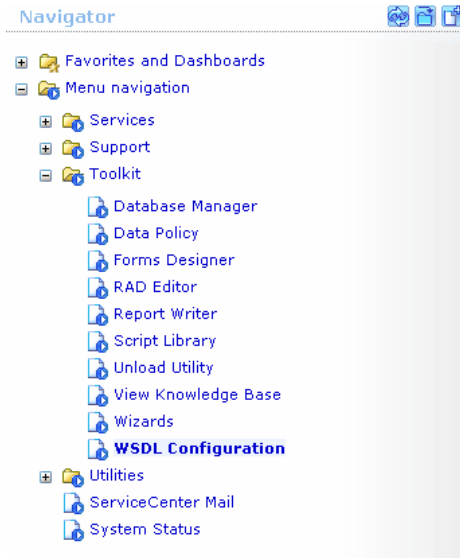 Navigator
Favorites and Dashboards
Menu navigation
Services
Support
Toolkit
Database Manager
Data Policy
Forms Designer
RAD Editor
Report Writer
Script Library
Unload Utility
View Knowledge Base
Wizards
WSDL Configuration
Utilities
ServiceCenter Mail
System Status